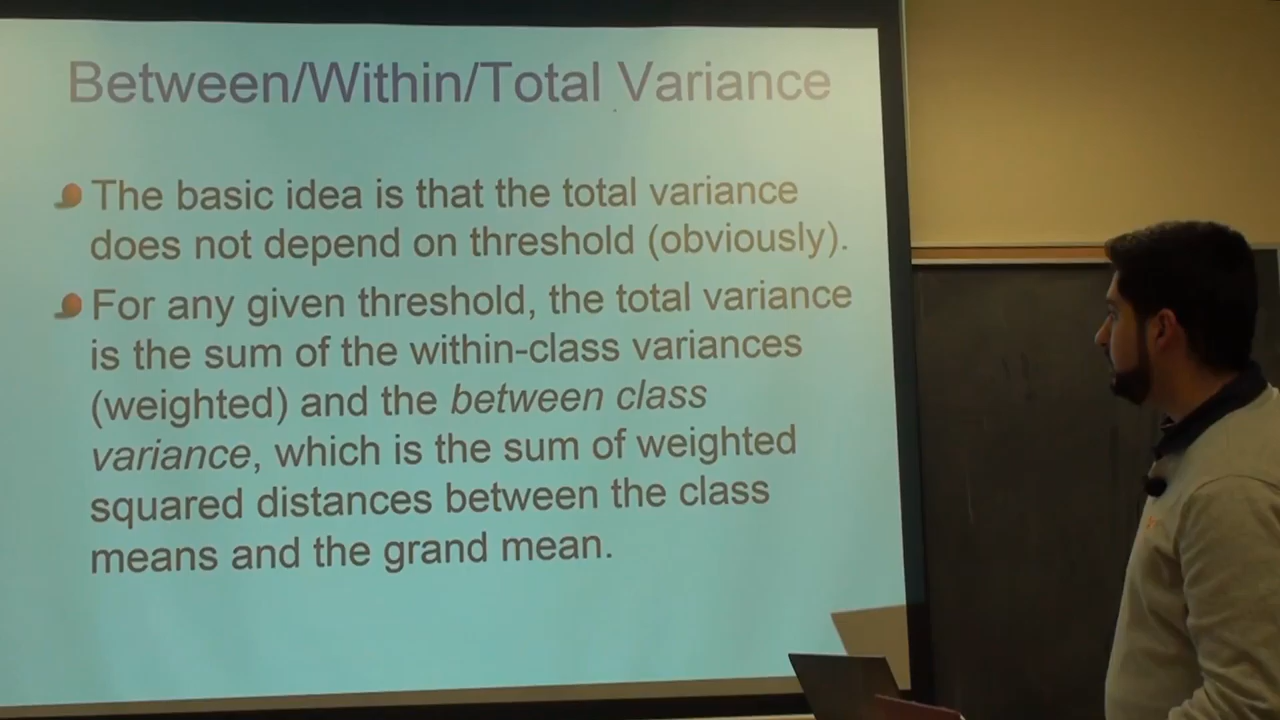 Between/Within/Total Variance
The basic idea is that the total variance
does not depend on threshold (obviously).
For any given threshold, the total variance
is the sum of the within-class variances
(weighted) and the between class
variance, which is the sum of weighted
squared distances between the class
means and the grand mean.